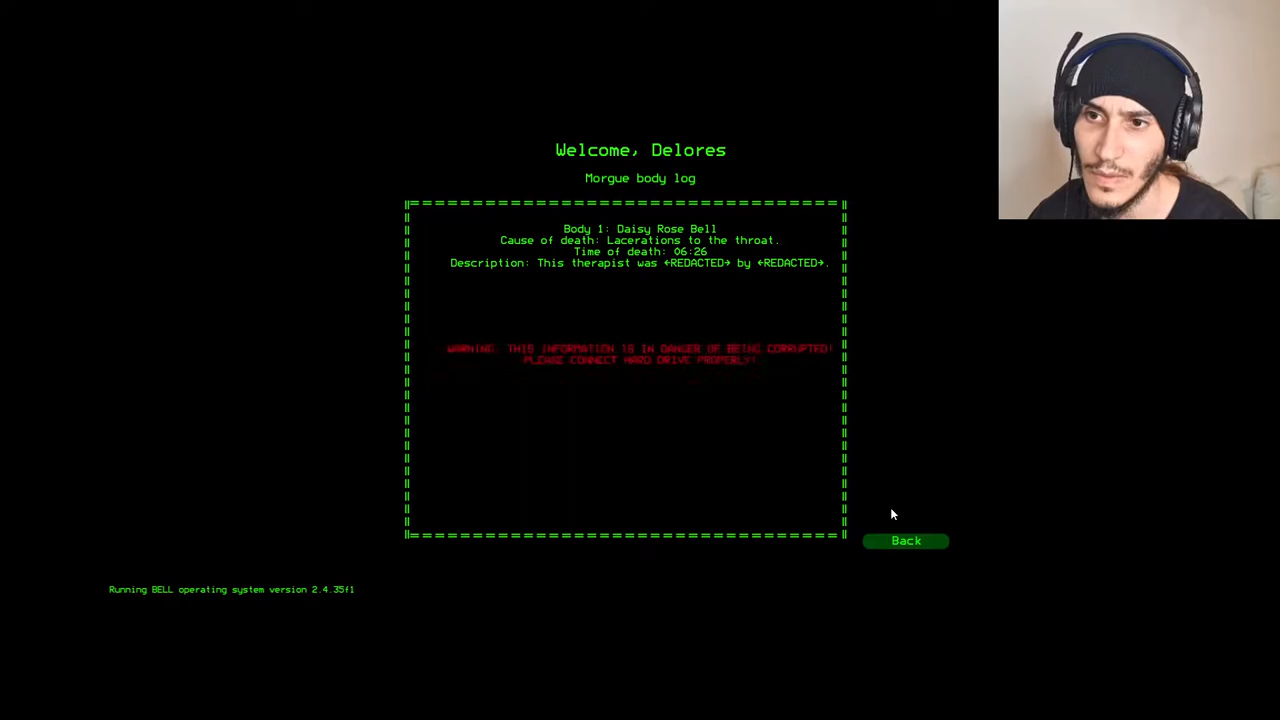 Welcome, Delores
Morgue body log
Body 1: Daisy Rose Bell
Cause of death: Lacerations to the throat.
Time of death: 06:26
Description: This therapist was <REDACTED> by <REDACTED>.
WARNING: THIS INFORMATION IS IN DANGER OF BEING CORRUPTED!
PLEASE CONNECT HARD DRIVE PROPERLY!
Back
Running BELL operating system version 2.4.35f1